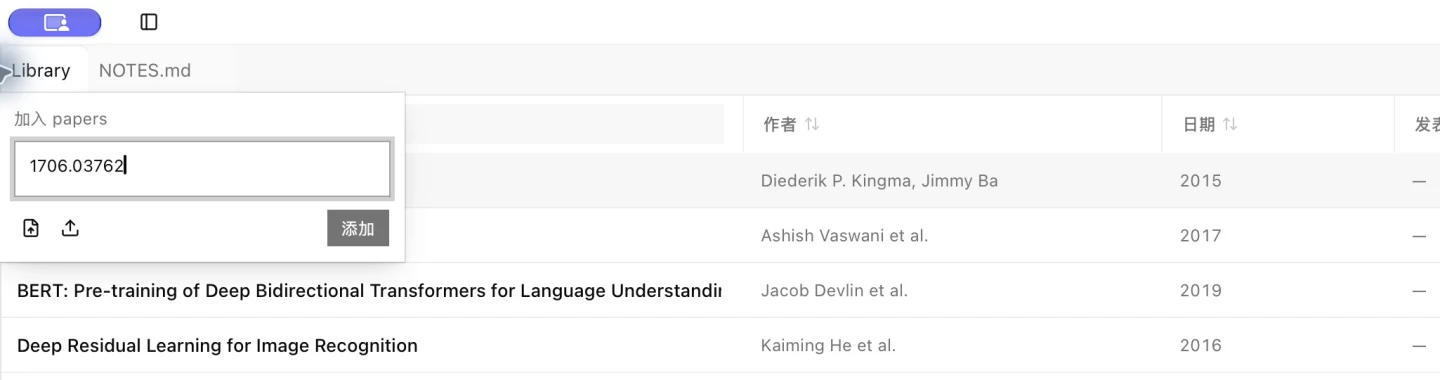 Library NOTES.md
加入 papers
1706.03762
添加
作者 日期 发表
Diederik P. Kingma, Jimmy Ba 2015 —
Ashish Vaswani et al. 2017 —
BERT: Pre-training of Deep Bidirectional Transformers for Language Understandin Jacob Devlin et al. 2019 —
Deep Residual Learning for Image Recognition Kaiming He et al. 2016 —